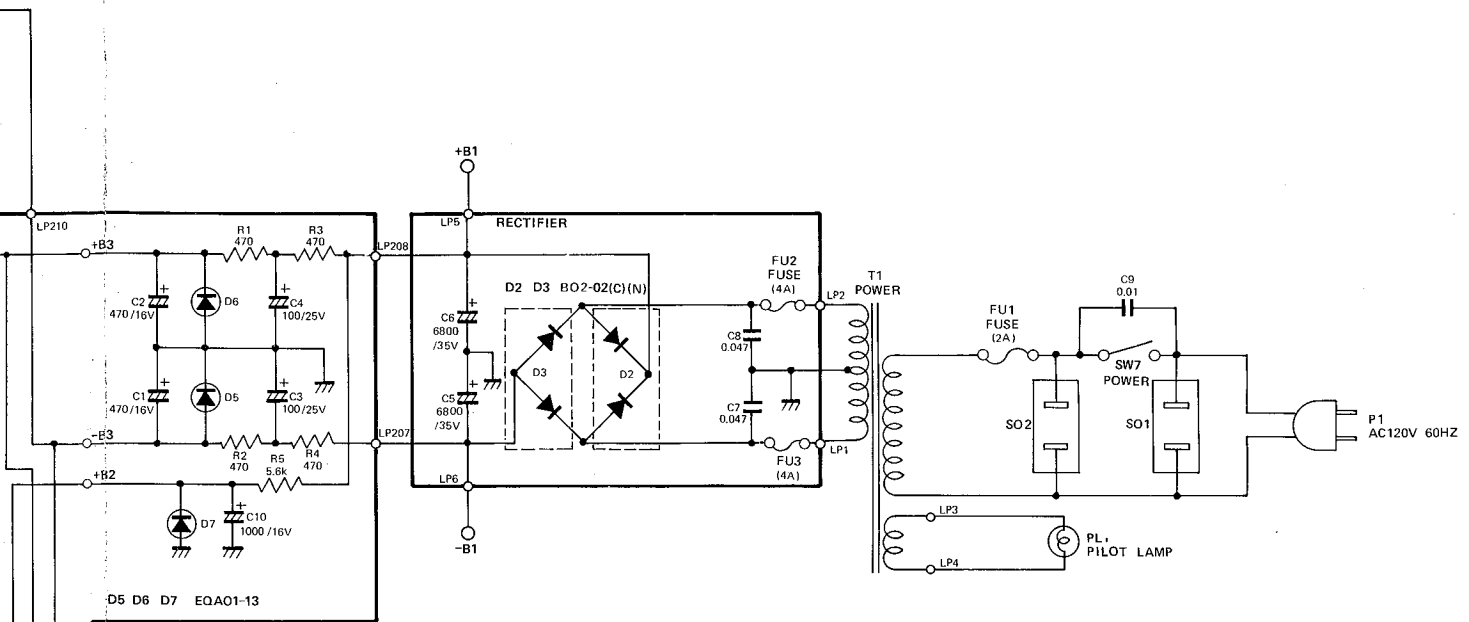 +B1
LP210
LP5
RECTIFIER
+B3
R1
470
R3
470
LP208
C2
470/16V
D6
C4
100/25V
C6
6800
/35V
D2 D3 BO2-02(C)(N)
FU2
FUSE
(4A)
LP2
T1
POWER
C8
0.047
C9
0.01
FU1
FUSE
(2A)
SW7
POWER
D3
D2
C1
470/16V
D5
C3
100/25V
C5
6800
/35V
C7
0.047
SO2
SO1
P1
AC120V 60HZ
-B3
R2
470
R5
5.6k
R4
470
LP207
FU3
(4A)
LP1
+B2
LP6
D7
C10
1000/16V
-B1
LP3
PL1
PILOT LAMP
LP4
D5 D6 D7 EQA01-13